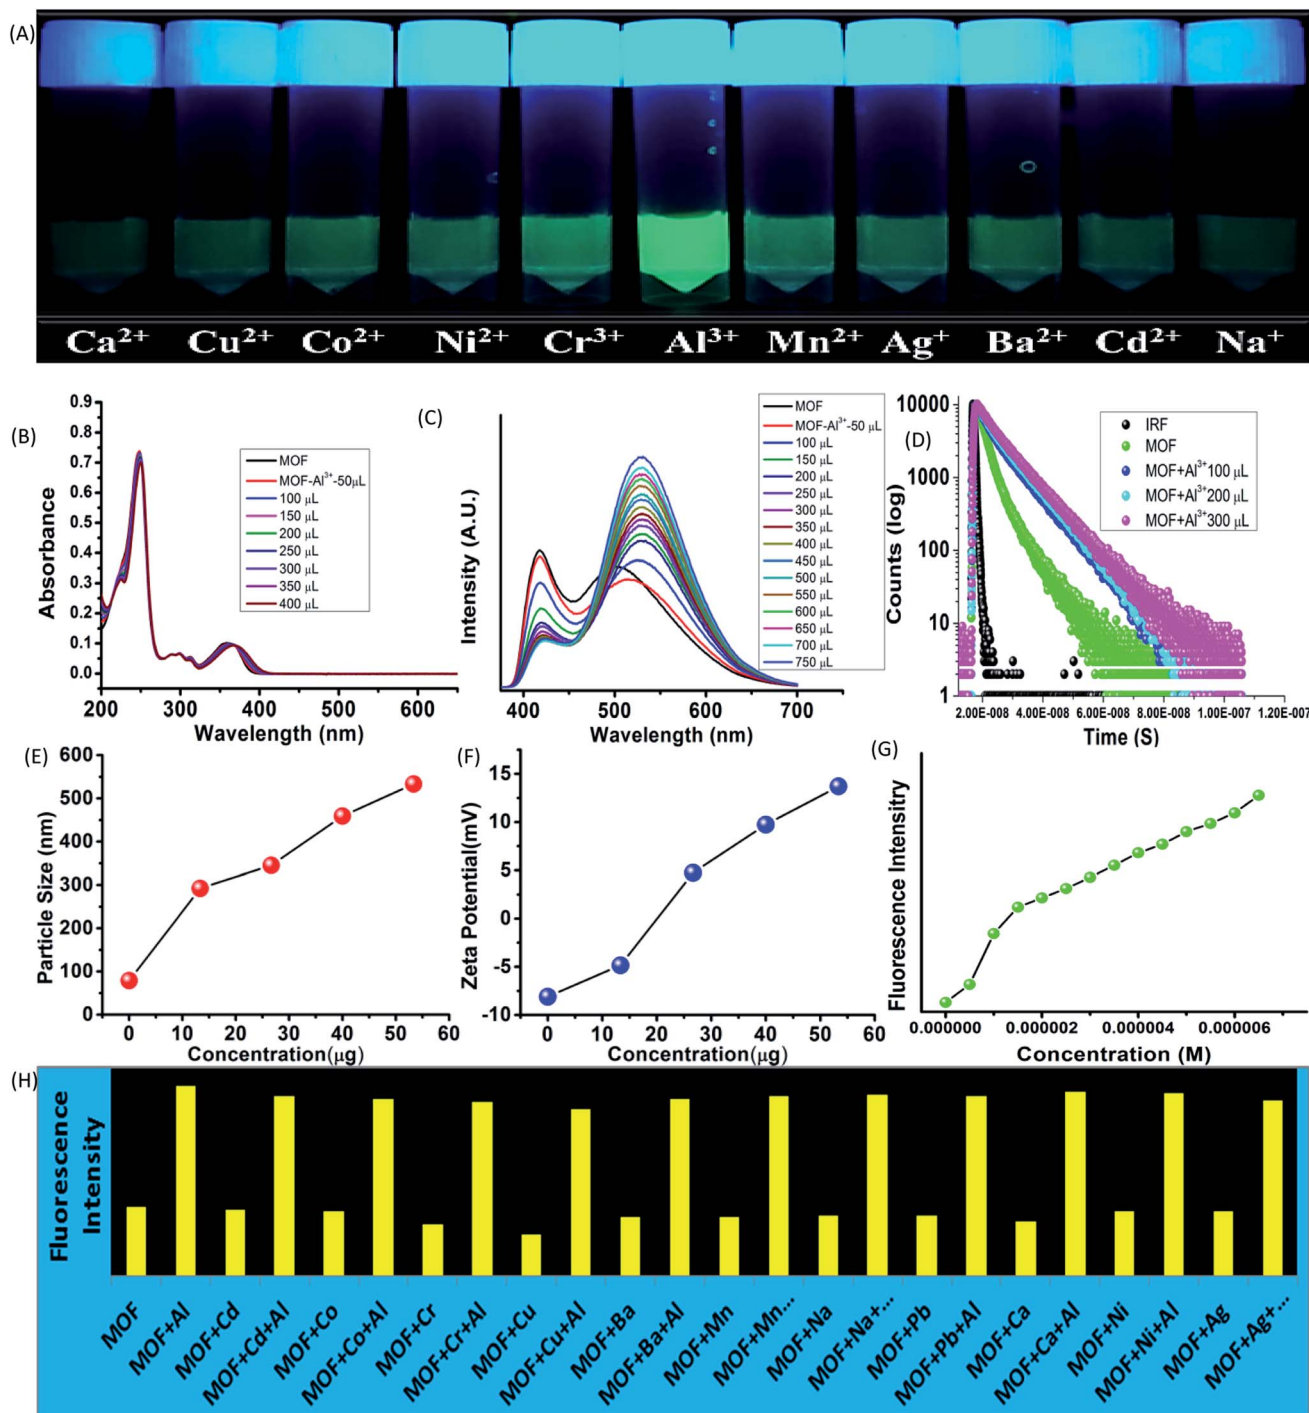 (A)
Ca2+ Cu2+ Co2+ Ni2+ Cr3+ Al3+ Mn2+ Ag+ Ba2+ Cd2+ Na+
(B)
0.9
0.8
0.7
0.6
0.5
0.4
0.3
0.2
0.1
0.0
Absorbance
MOF
MOF-Al3+-50μL
100 μL
150 μL
200 μL
250 μL
300 μL
350 μL
400 μL
200 300 400 500 600
Wavelength (nm)
(C)
Intensity (A.U.)
MOF
MOF-Al3+-50 μL
100 μL
150 μL
200 μL
250 μL
300 μL
350 μL
400 μL
450 μL
500 μL
550 μL
600 μL
650 μL
700 μL
750 μL
400 500 600 700
Wavelength (nm)
(D)
10000
1000
100
10
1
Counts (log)
IRF
MOF
MOF+Al3+100 μL
MOF+Al3+200 μL
MOF+Al3+300 μL
2.00E-008 4.00E-008 6.00E-008 8.00E-008 1.00E-007 1.20E-007
Time (S)
(E)
600
500
400
300
200
100
0
Particle Size (nm)
0 10 20 30 40 50 60
Concentration(μg)
(F)
15
10
5
0
-5
-10
Zeta Potential(mV)
0 10 20 30 40 50 60
Concentration(μg)
(G)
Fluorescence Intensitry
0.0000000 0.0000002 0.0000004 0.0000006
Concentration (M)
(H)
Fluorescence
Intensity
MOF
MOF+Al
MOF+Cd
MOF+Cd+Al
MOF+Co
MOF+Co+Al
MOF+Cr
MOF+Cr+Al
MOF+Cu
MOF+Cu+Al
MOF+Ba
MOF+Ba+Al
MOF+Mn
MOF+Mn...
MOF+Na
MOF+Na+...
MOF+Pb
MOF+Pb+Al
MOF+Ca
MOF+Ca+Al
MOF+Ni
MOF+Ni+Al
MOF+Ag
MOF+Ag+...